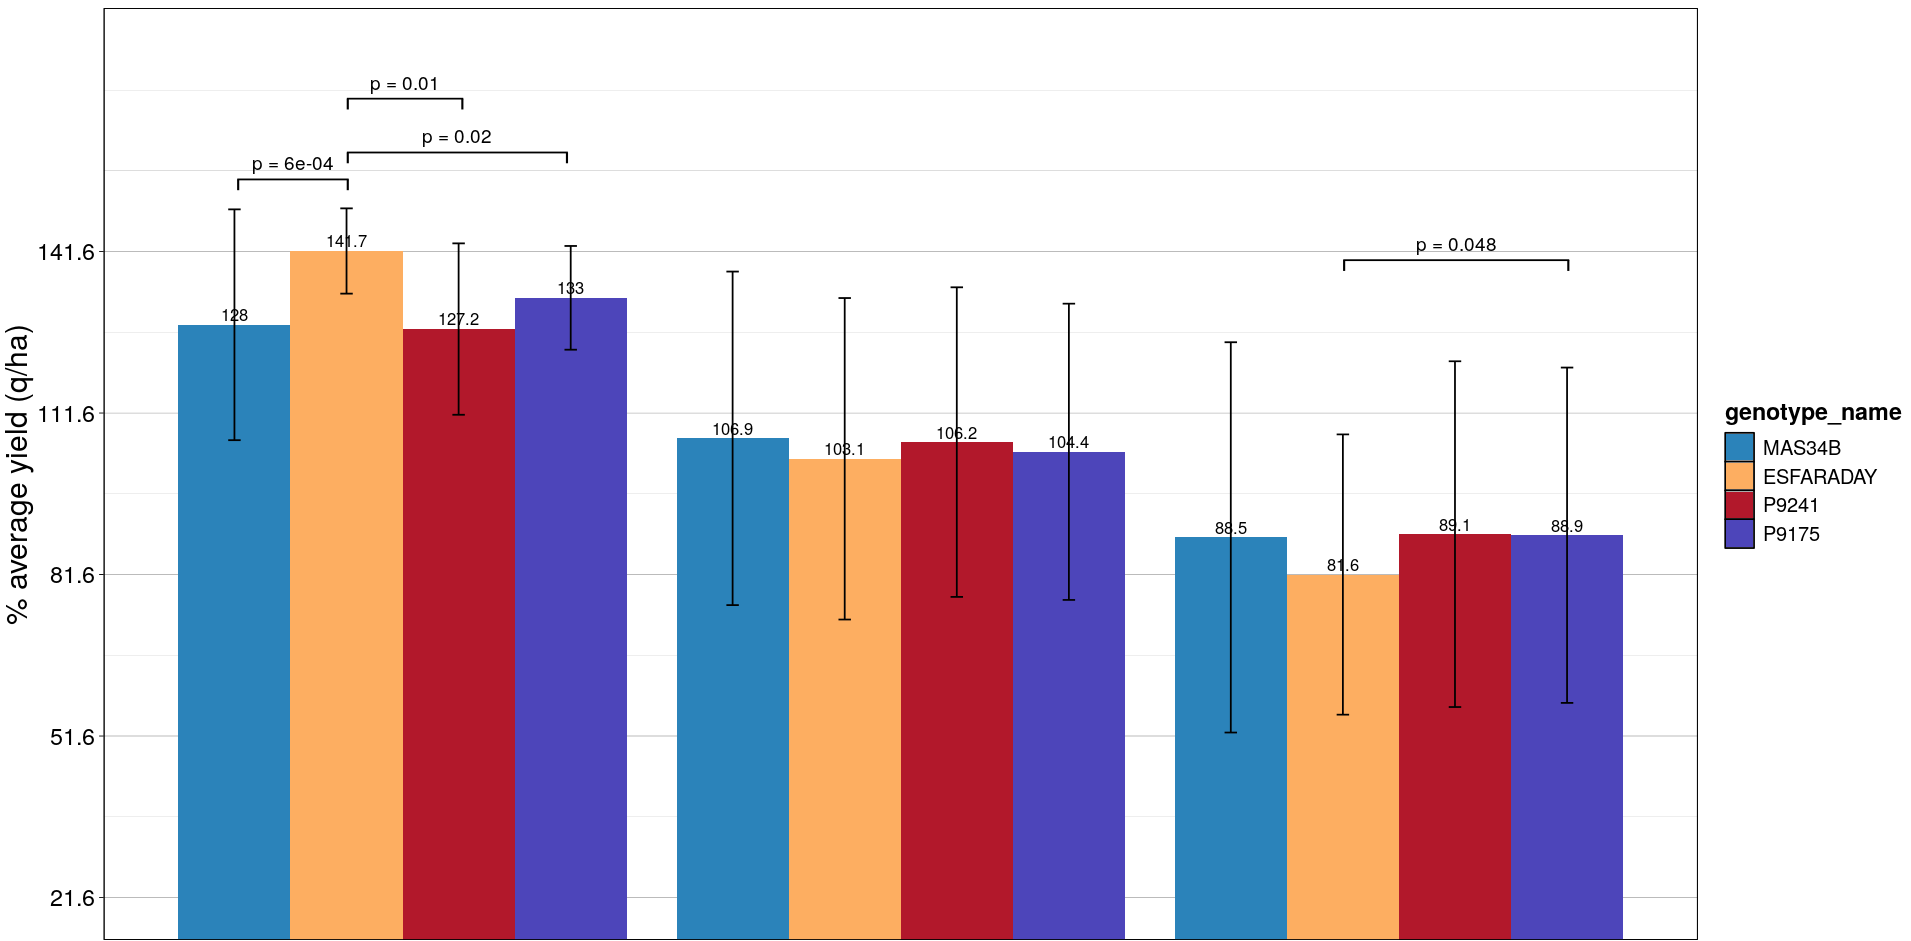 p = 0.01
p = 0.02
p = 6e-04
141.7
128
127.2
133
p = 0.048
106.9
103.1
106.2
104.4
88.5
81.6
89.1
88.9
141.6
111.6
81.6
51.6
21.6
% average yield (q/ha)
genotype_name
MAS34B
ESFARADAY
P9241
P9175